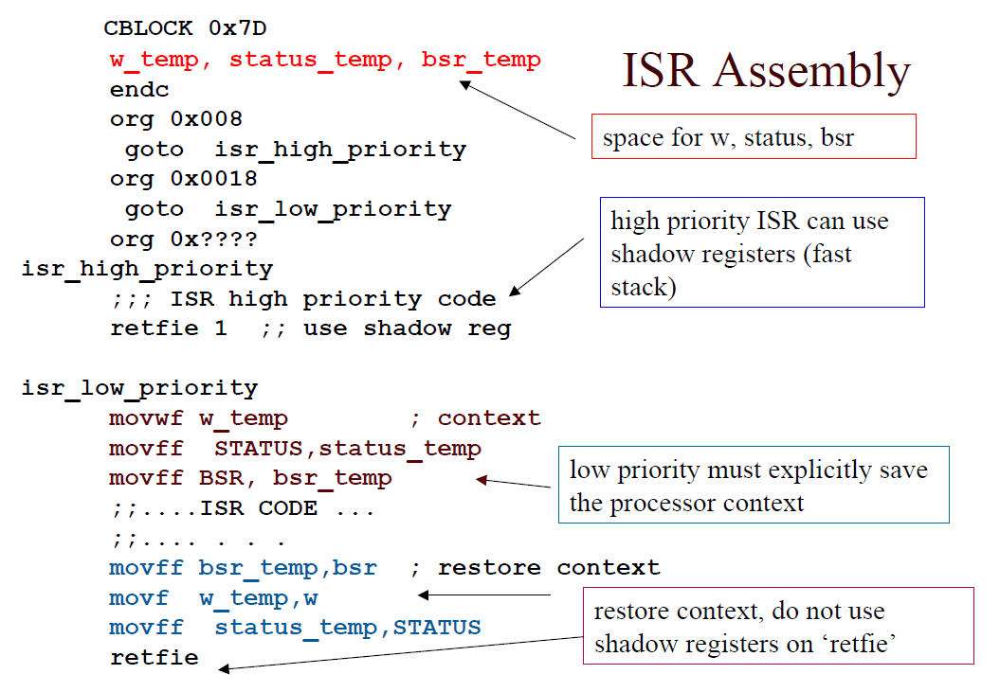 CBLOCK 0x7D
w_temp, status_temp, bsr_temp
endc
org 0x008
goto isr_high_priority
org 0x0018
goto isr_low_priority
org 0x????
isr_high_priority
;;; ISR high priority code
retfie 1 ;; use shadow reg
isr_low_priority
movwf w_temp ; context
movff STATUS,status_temp
movff BSR, bsr_temp
;;....ISR CODE ...
;;.... . . .
movff bsr_temp,bsr ; restore context
movf w_temp,w
movff status_temp,STATUS
retfie
ISR Assembly
space for w, status, bsr
high priority ISR can use
shadow registers (fast
stack)
low priority must explicitly save
the processor context
restore context, do not use
shadow registers on ‘retfie’